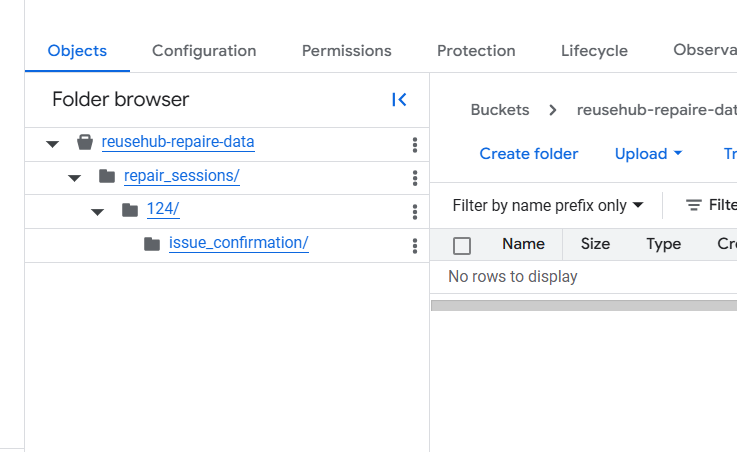 Objects Configuration Permissions Protection Lifecycle Observa
Folder browser
Buckets reusehub-repaire-dat
reusehub-repaire-data
Create folder Upload Tr
repair_sessions/
124/
Filter by name prefix only Filte
issue_confirmation/
Name Size Type Cre
No rows to display